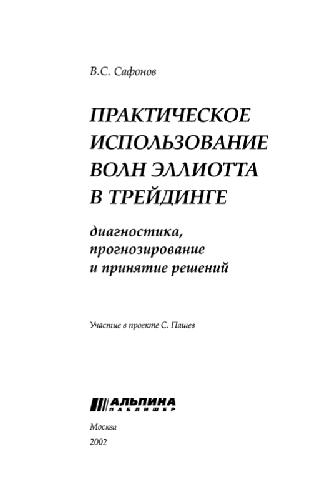 В.С. Сафонов
ПРАКТИЧЕСКОЕ
ИСПОЛЬЗОВАНИЕ
ВОЛН ЭЛЛИОТТА
В ТРЕЙДИНГЕ
диагностика,
прогнозирование
и принятие решений
Участие в проекте С. Пашев
АЛЬПИНА
ПАБЛИШЕР
Москва
2002